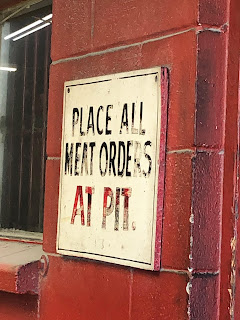 PLACE ALL
MEAT ORDERS
AT PIT.